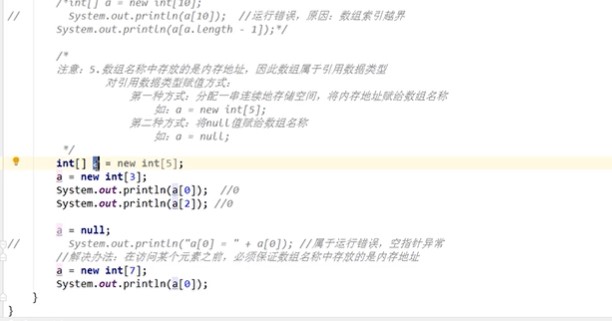 /*int[] a = new int[10];
// System.out.println(a[10]); //运行错误，原因：数组索引越界
System.out.println(a[a.length - 1]);*/
/*
注意：5.数组名称中存放的是内存地址，因此数组属于引用数据类型
对引用数据类型赋值方式：
第一种方式：分配一串连续地存储空间，将内存地址赋给数组名称
如：a = new int[5];
第二种方式：将null值赋给数组名称
如：a = null;
*/
int[] a = new int[5];
a = new int[3];
System.out.println(a[0]); //0
System.out.println(a[2]); //0
a = null;
// System.out.println("a[0] = " + a[0]); //属于运行错误，空指针异常
//解决办法：在访问某个元素之前，必须保证数组名称中存放的是内存地址
a = new int[7];
System.out.println(a[0]);
}
}